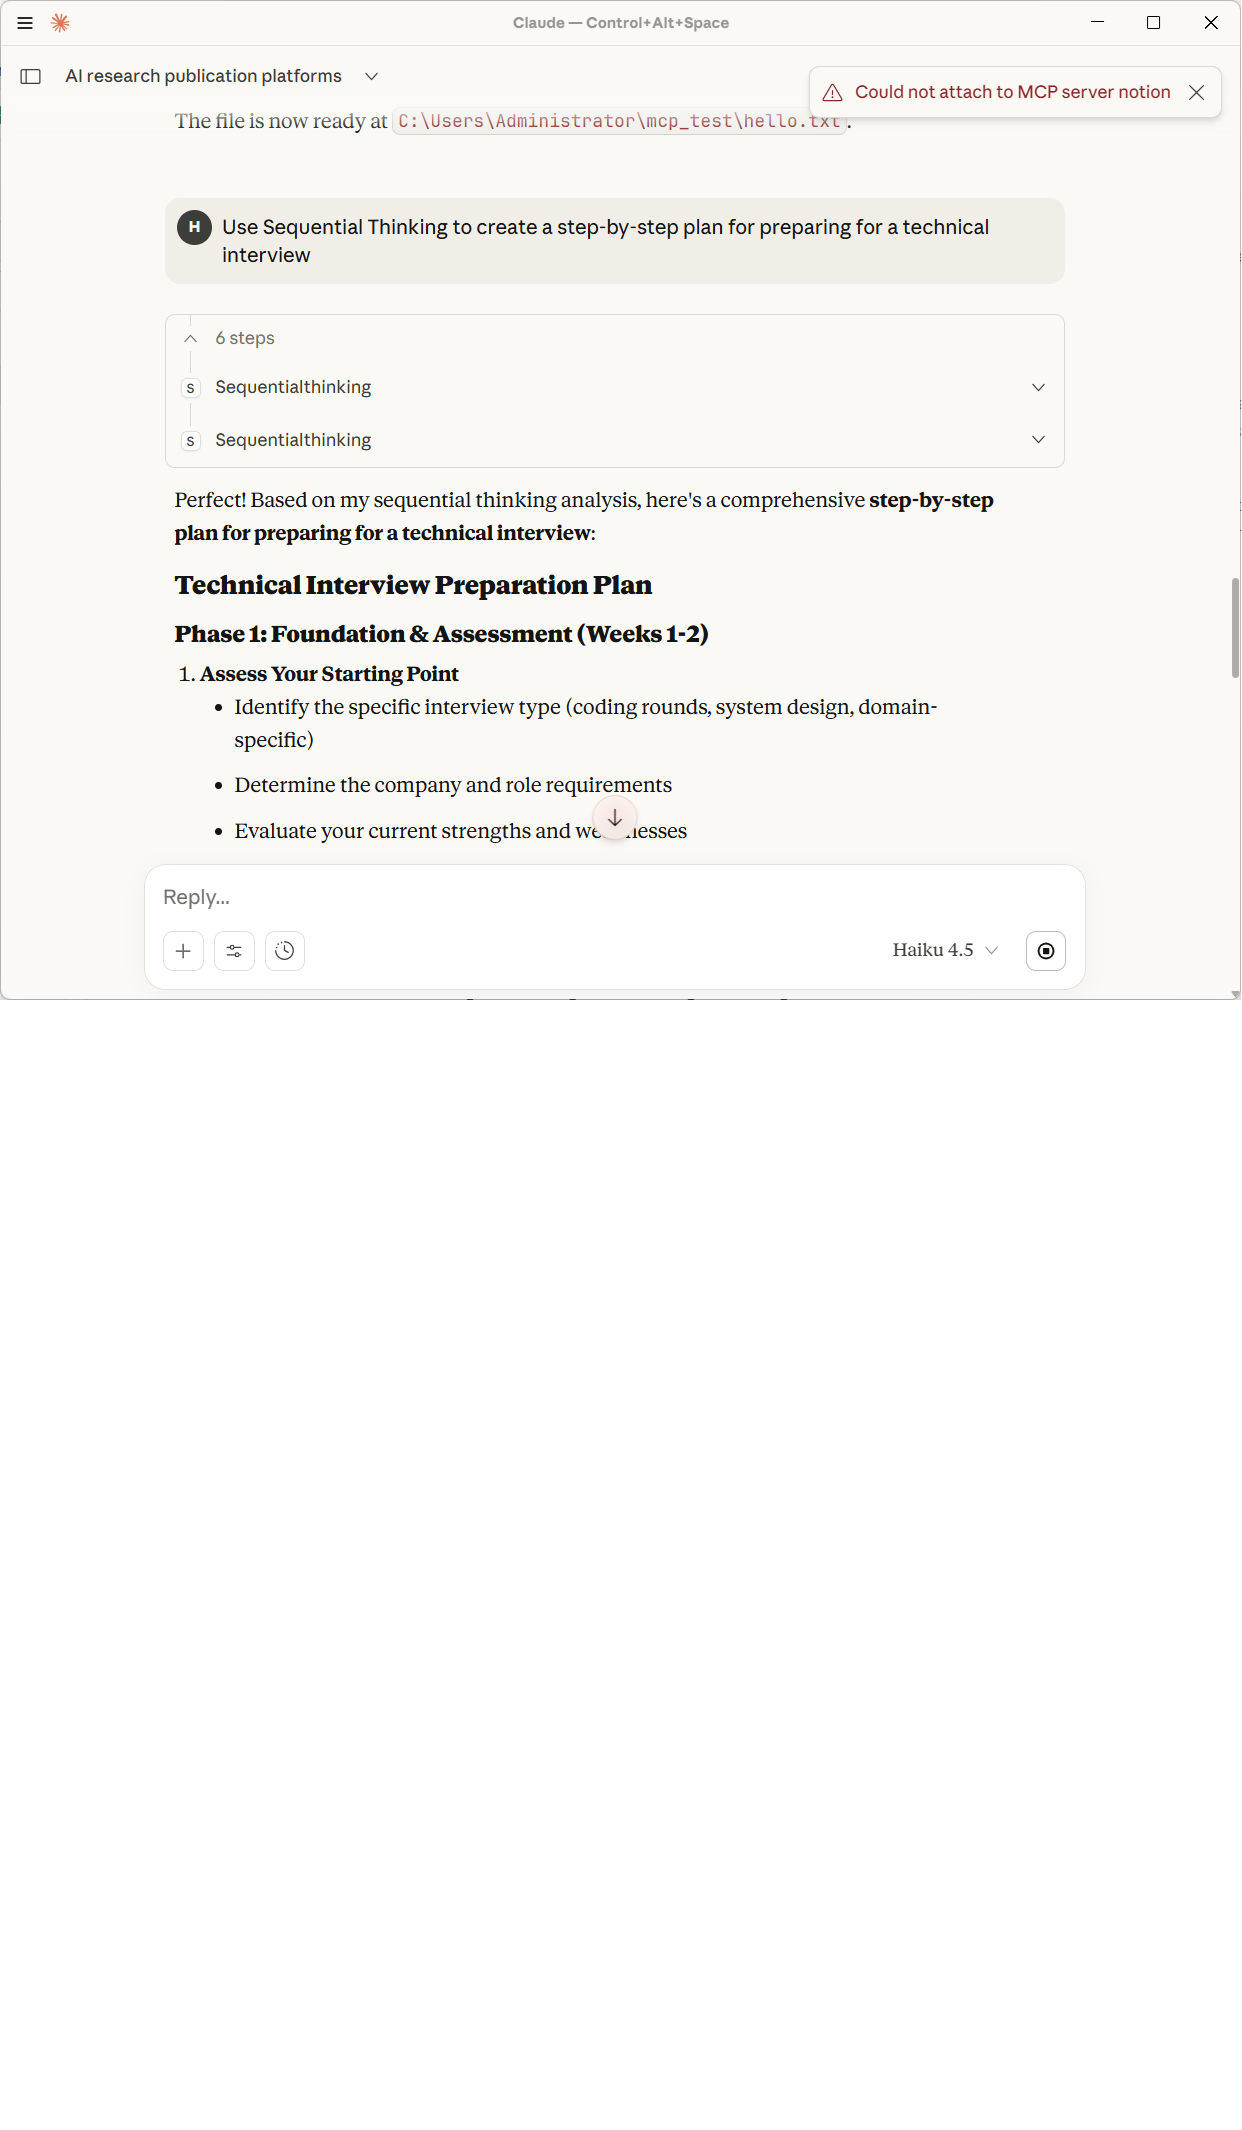 Claude — Control+Alt+Space
AI research publication platforms
Could not attach to MCP server notion
The file is now ready at C:\Users\Administrator\mcp_test\hello.txt.
H
Use Sequential Thinking to create a step-by-step plan for preparing for a technical
interview
6 steps
S Sequentialthinking
S Sequentialthinking
Perfect! Based on my sequential thinking analysis, here's a comprehensive step-by-step
plan for preparing for a technical interview:
Technical Interview Preparation Plan
Phase 1: Foundation & Assessment (Weeks 1-2)
1. Assess Your Starting Point
• Identify the specific interview type (coding rounds, system design, domain-
specific)
• Determine the company and role requirements
• Evaluate your current strengths and weaknesses
Reply...
Haiku 4.5